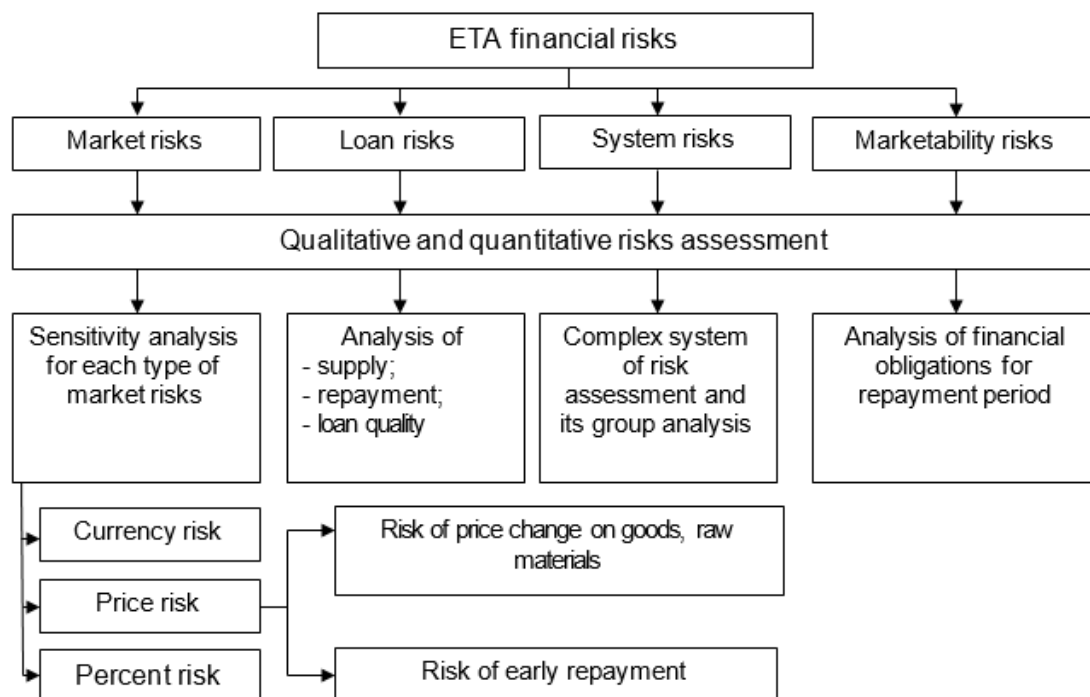 ETA financial risks
Market risks
Loan risks
System risks
Marketability risks
Qualitative and quantitative risks assessment
Sensitivity analysis
for each type of
market risks
Analysis of
- supply;
- repayment;
- loan quality
Complex system
of risk
assessment and
its group analysis
Analysis of financial
obligations for
repayment period
Currency risk
Risk of price change on goods, raw
materials
Price risk
Percent risk
Risk of early repayment